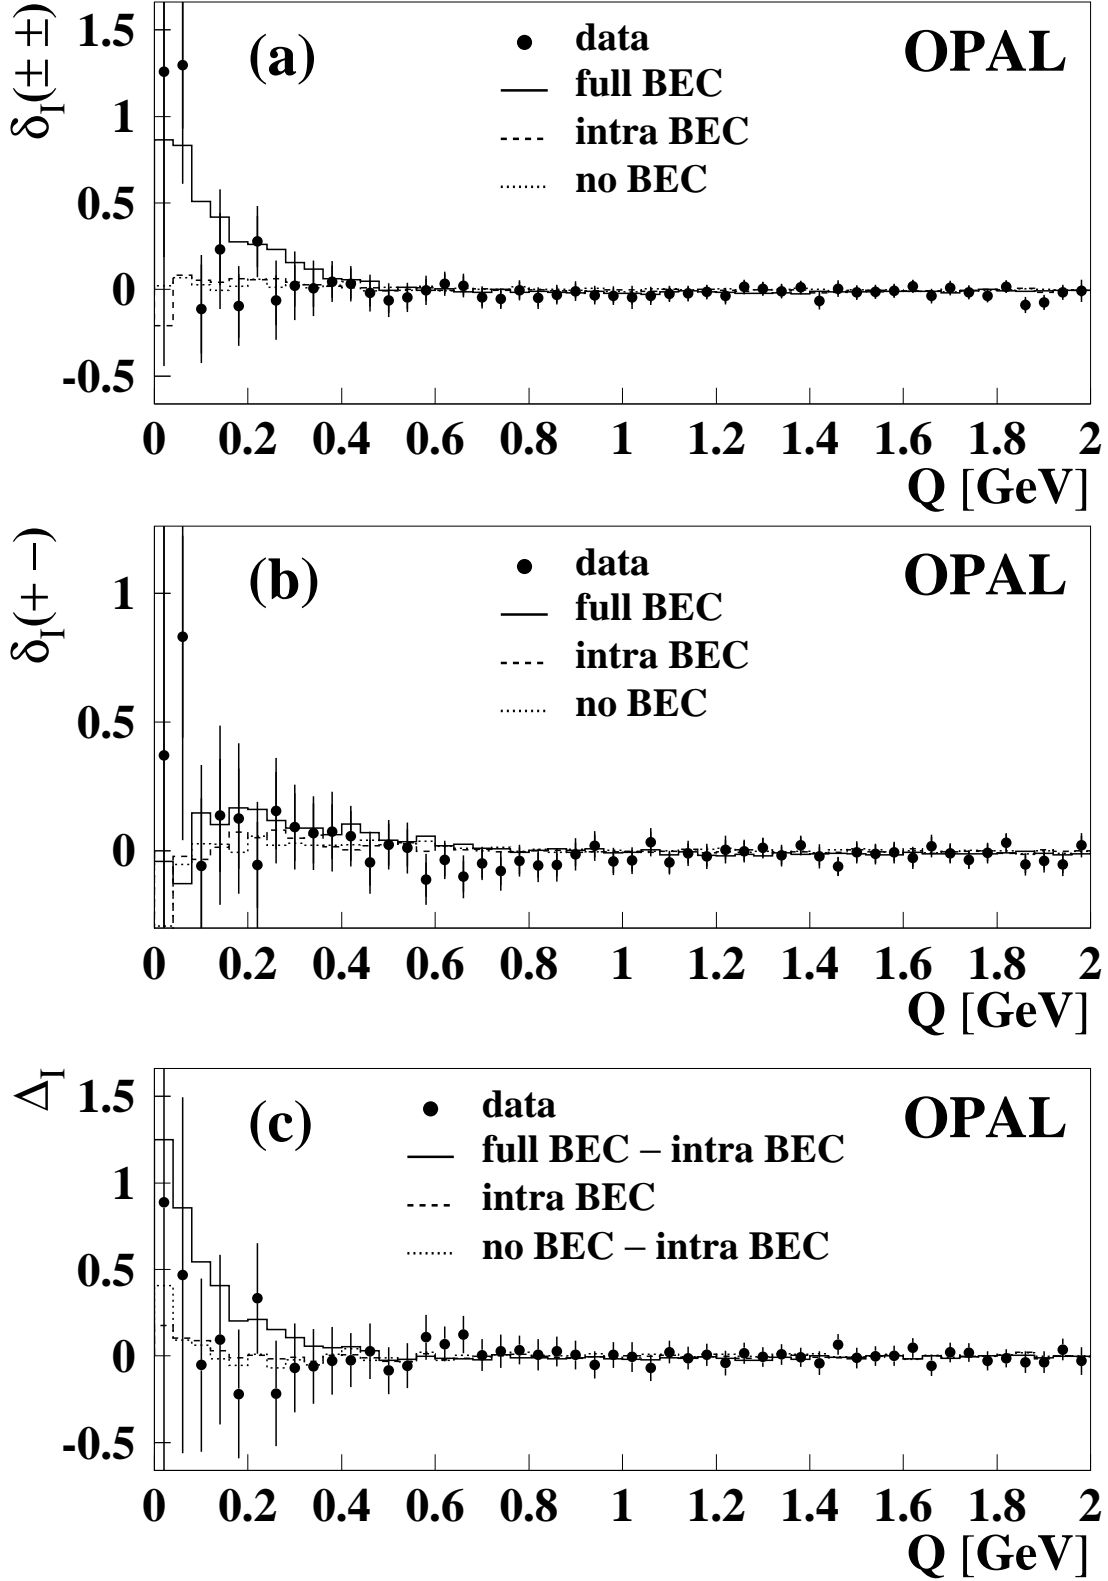 δI(± ±)
1.5
1
0.5
0
-0.5
(a)
data
full BEC
intra BEC
no BEC
OPAL
0 0.2 0.4 0.6 0.8 1 1.2 1.4 1.6 1.8 2
Q [GeV]
δI(+ −)
1
0.5
0
(b)
data
full BEC
intra BEC
no BEC
OPAL
0 0.2 0.4 0.6 0.8 1 1.2 1.4 1.6 1.8 2
Q [GeV]
ΔI
1.5
1
0.5
0
-0.5
(c)
data
full BEC − intra BEC
intra BEC
no BEC − intra BEC
OPAL
0 0.2 0.4 0.6 0.8 1 1.2 1.4 1.6 1.8 2
Q [GeV]